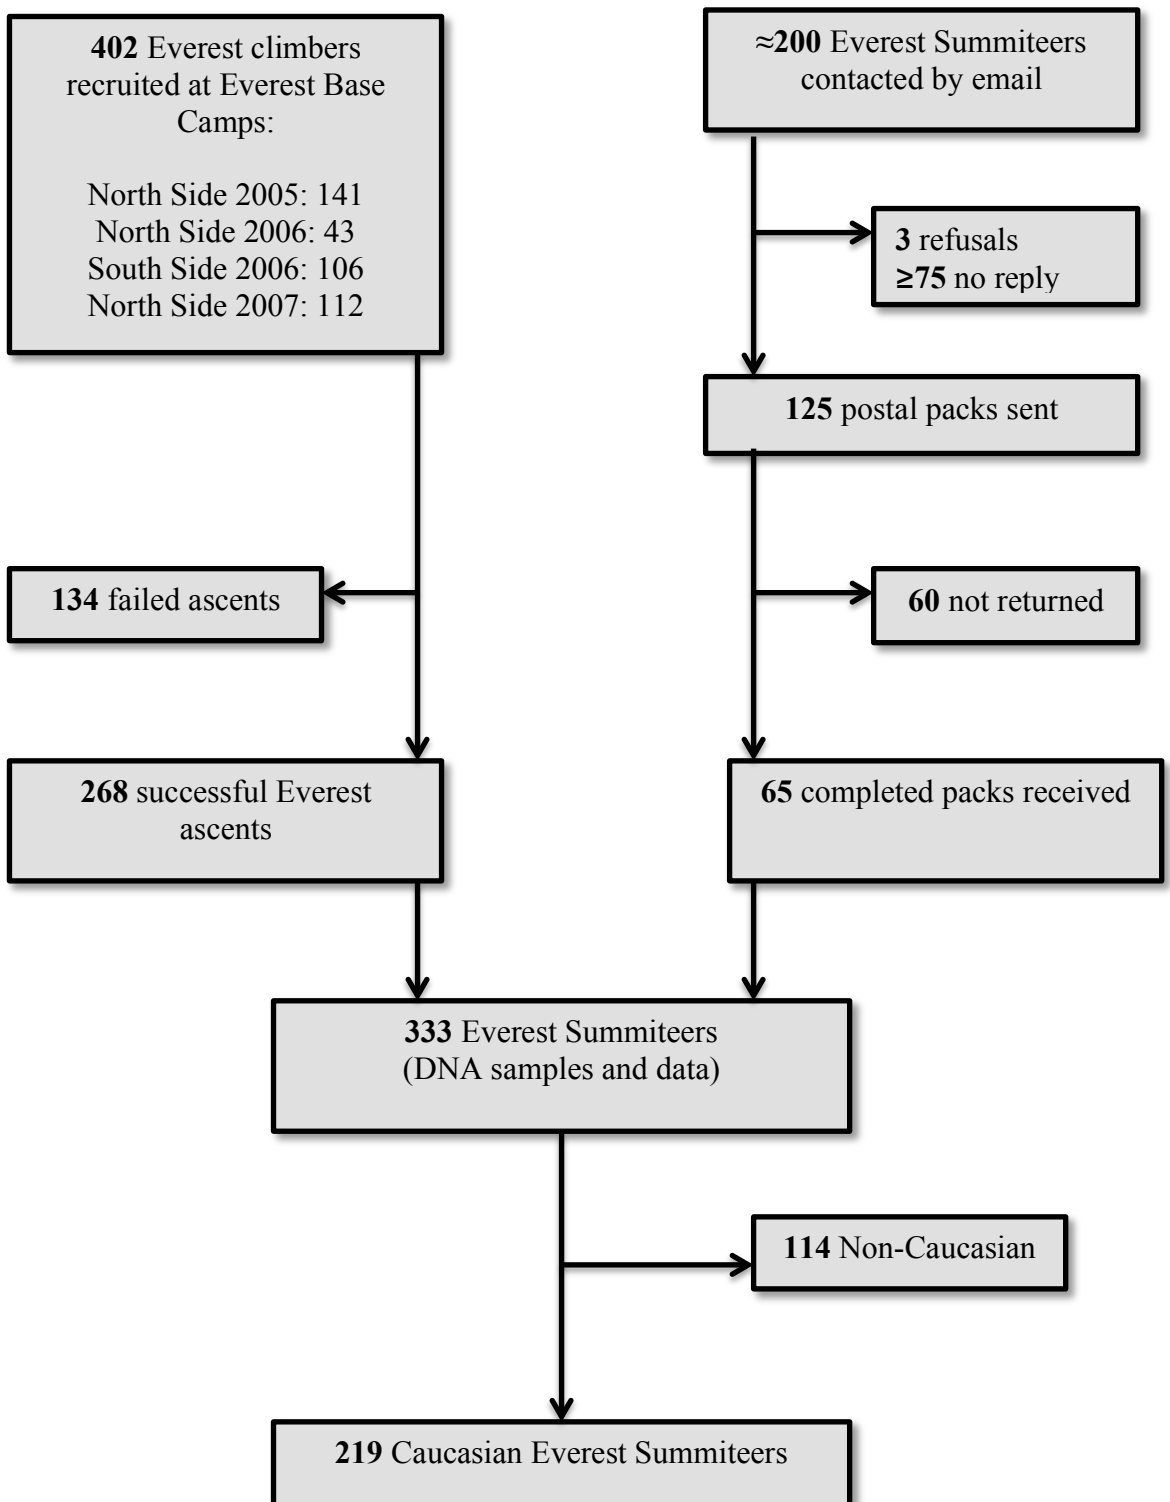 402 Everest climbers
recruited at Everest Base
Camps:
North Side 2005: 141
North Side 2006: 43
South Side 2006: 106
North Side 2007: 112
≈200 Everest Summiteers
contacted by email
3 refusals
≥75 no reply
125 postal packs sent
134 failed ascents
60 not returned
268 successful Everest
ascents
65 completed packs received
333 Everest Summiteers
(DNA samples and data)
114 Non-Caucasian
219 Caucasian Everest Summiteers